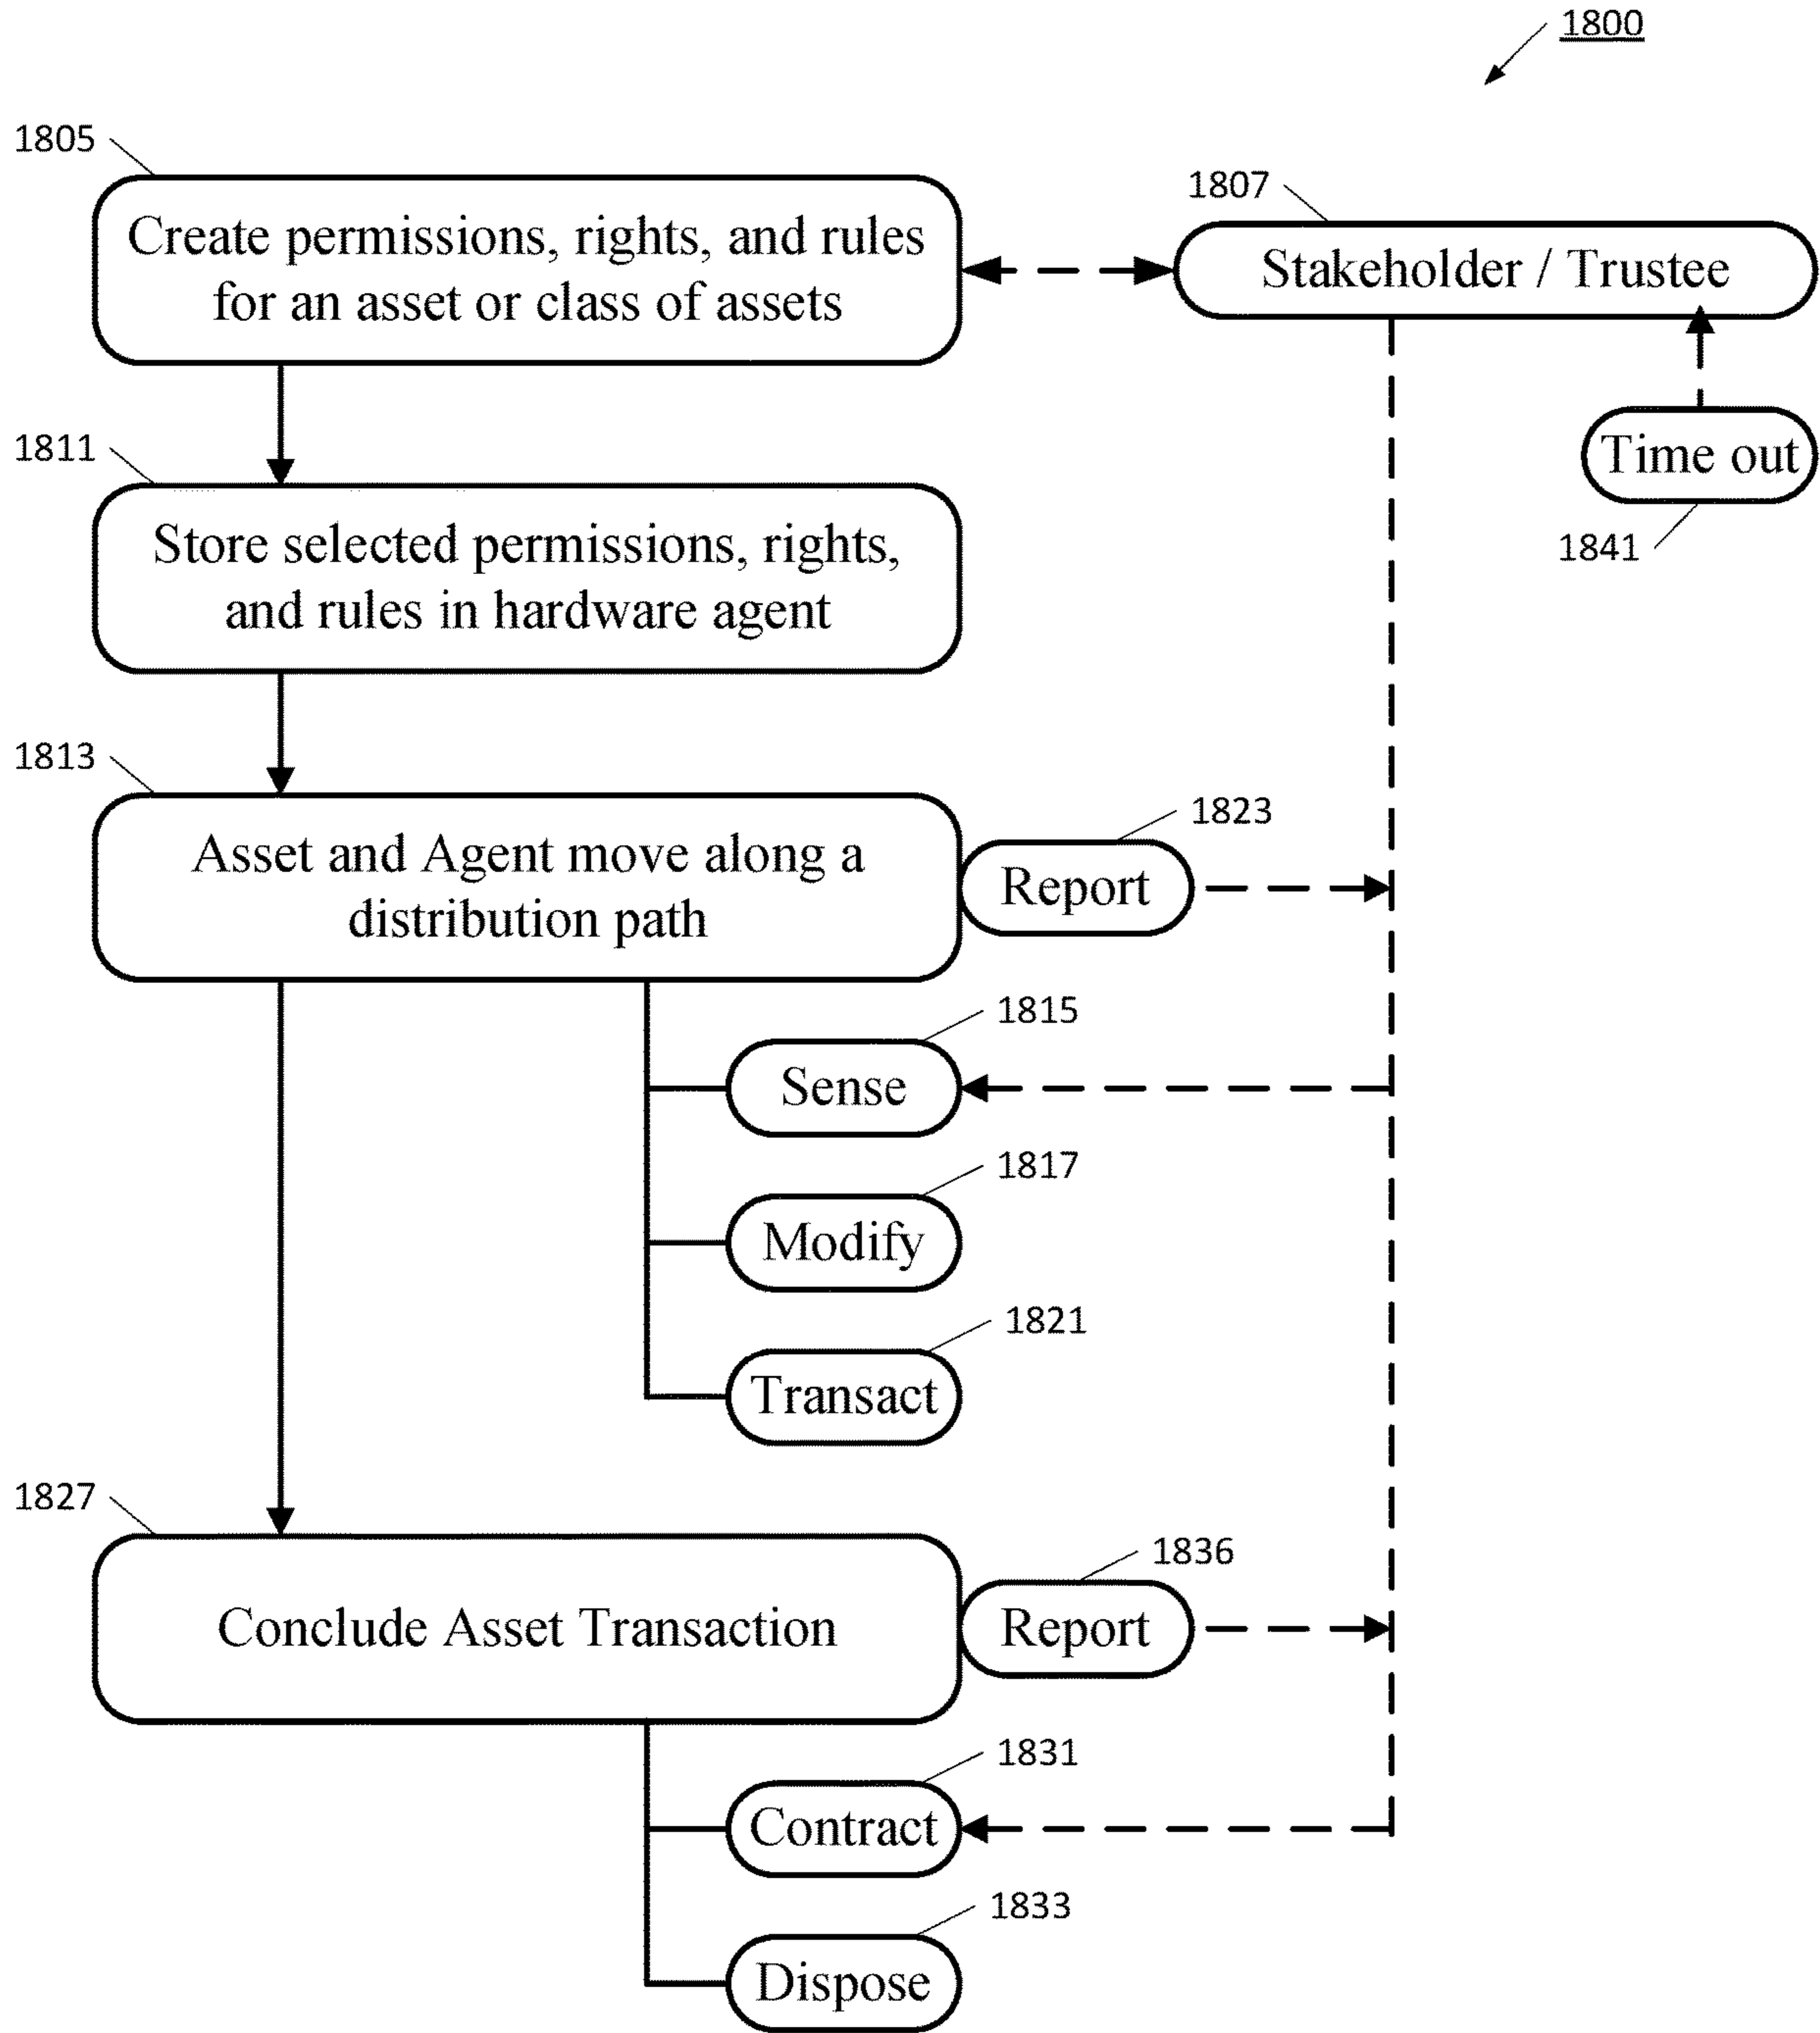 1800
1805
Create permissions, rights, and rules
for an asset or class of assets
1807
Stakeholder / Trustee
Time out
1841
1811
Store selected permissions, rights,
and rules in hardware agent
1813
Asset and Agent move along a
distribution path
1823
Report
1815
Sense
1817
Modify
1821
Transact
1827
Conclude Asset Transaction
1836
Report
1831
Contract
1833
Dispose